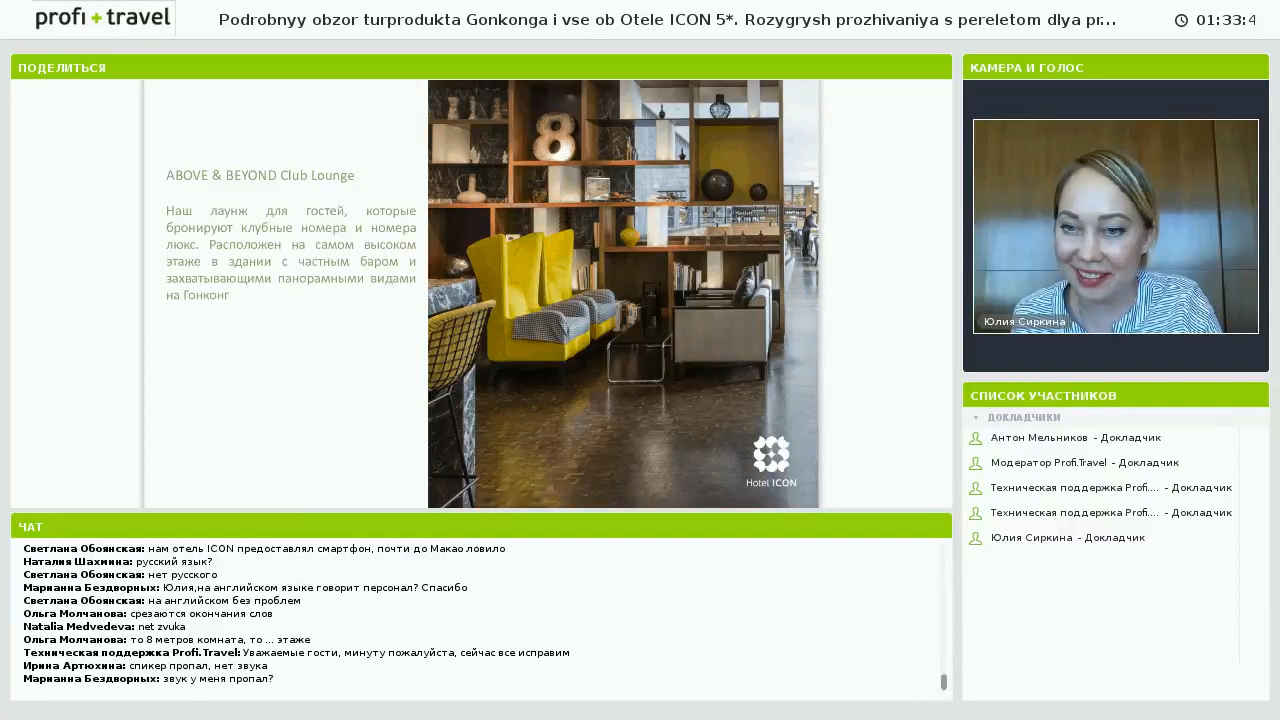 profi + travel
Podrobnyy obzor turprodukta Gonkonga i vse ob Otele ICON 5*. Rozygrysh prozhivaniya s pereletom dlya pr...
01:33:4
ПОДЕЛИТЬСЯ
ABOVE & BEYOND Club Lounge
Наш лаунж для гостей, которые
бронируют клубные номера и номера
люкс. Расположен на самом высоком
этаже в здании с частным баром и
захватывающими панорамными видами
на Гонконг
8
Hotel ICON
КАМЕРА И ГОЛОС
Юлия Сиркина
СПИСОК УЧАСТНИКОВ
ДОКЛАДЧИКИ
Антон Мельников - Докладчик
Модератор Profi.Travel - Докладчик
Техническая поддержка Profi.... - Докладчик
Техническая поддержка Profi.... - Докладчик
Юлия Сиркина - Докладчик
ЧАТ
Светлана Обоянская: нам отель ICON предоставлял смартфон, почти до Макао ловило
Наталия Шахмина: русский язык?
Светлана Обоянская: нет русского
Марианна Бездворных: Юлия,на английском языке говорит персонал? Спасибо
Светлана Обоянская: на английском без проблем
Ольга Молчанова: срезаются окончания слов
Natalia Medvedeva: net zvuka
Ольга Молчанова: то 8 метров комната, то ... этаже
Техническая поддержка Profi.Travel: Уважаемые гости, минуту пожалуйста, сейчас все исправим
Ирина Артюхина: спикер пропал, нет звука
Марианна Бездворных: звук у меня пропал?